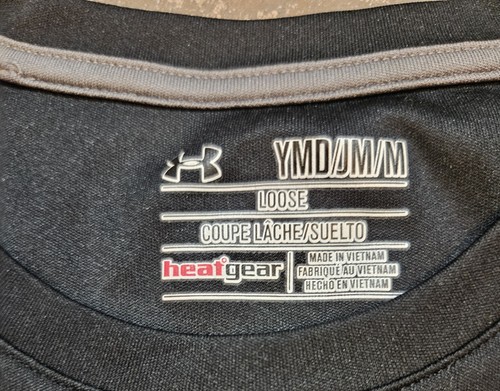 YMD/JM/M
LOOSE
COUPE LÂCHE/SUELTO
heatgear
MADE IN VIETNAM
FABRIQUÉ AU VIETNAM
HECHO EN VIETNAM